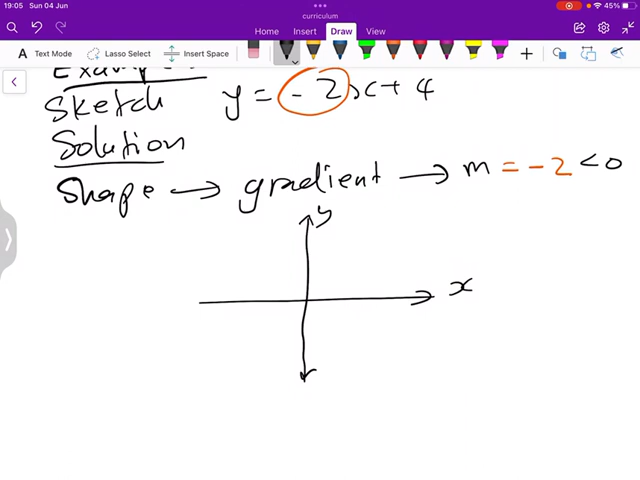 19:05 Sun 04 Jun
curriculum
45%
Home Insert Draw View
A Text Mode Lasso Select Insert Space
Sketch y = -2x + 4
Solution
Shape → gradient → m = -2 < 0
y
x